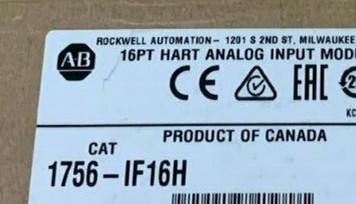 ROCKWELL AUTOMATION- 1201 S 2ND ST, MILWAUKEE
AB
16PT HART ANALOG INPUT
CE EAC
KC
PRODUCT OF CANADA
CAT
1756-IF16H